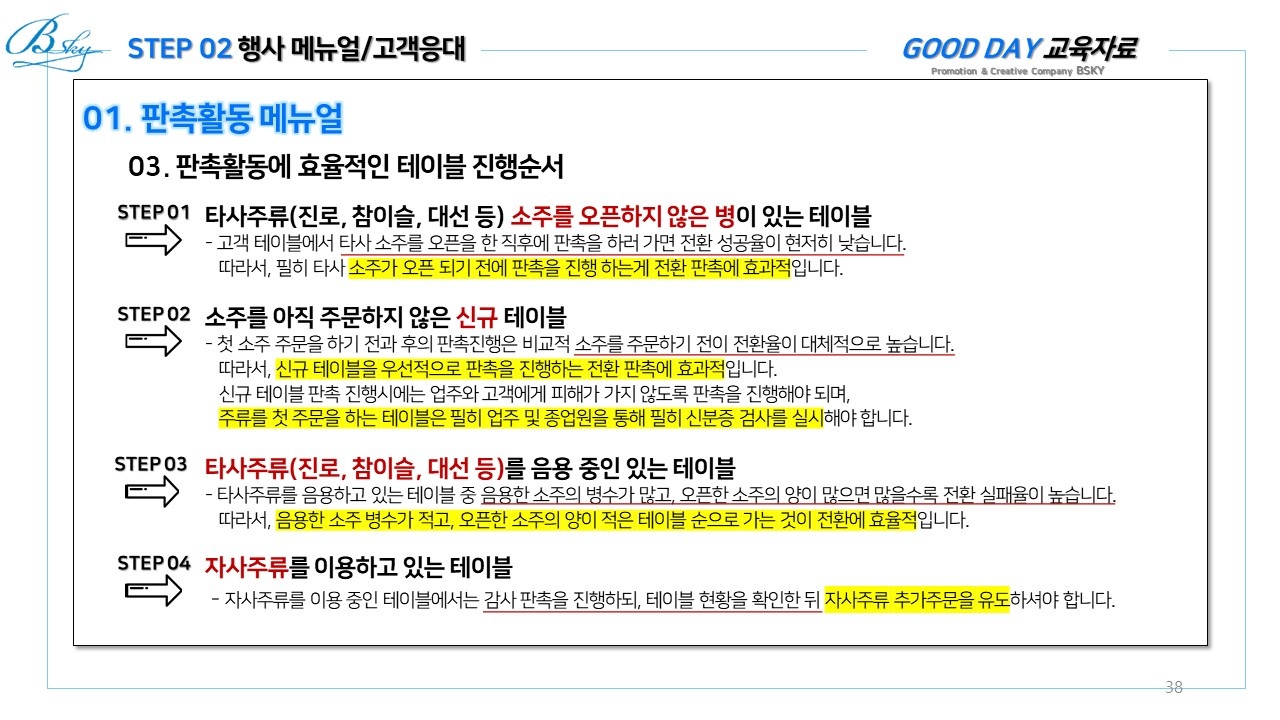 Bsky
STEP 02 행사 메뉴얼/고객응대
GOOD DAY 교육자료
Promotion & Creative Company BSKY
01. 판촉활동 메뉴얼
03. 판촉활동에 효율적인 테이블 진행순서
STEP 01
타사주류(진로, 참이슬, 대선 등) 소주를 오픈하지 않은 병이 있는 테이블
- 고객 테이블에서 타사 소주를 오픈을 한 직후에 판촉을 하러 가면 전환 성공율이 현저히 낮습니다.
따라서, 필히 타사 소주가 오픈 되기 전에 판촉을 진행 하는게 전환 판촉에 효과적입니다.
STEP 02
소주를 아직 주문하지 않은 신규 테이블
- 첫 소주 주문을 하기 전과 후의 판촉진행은 비교적 소주를 주문하기 전이 전환율이 대체적으로 높습니다.
따라서, 신규 테이블을 우선적으로 판촉을 진행하는 전환 판촉에 효과적입니다.
신규 테이블 판촉 진행시에는 업주와 고객에게 피해가 가지 않도록 판촉을 진행해야 되며,
주류를 첫 주문을 하는 테이블은 필히 업주 및 종업원을 통해 필히 신분증 검사를 실시해야 합니다.
STEP 03
타사주류(진로, 참이슬, 대선 등)를 음용 중인 있는 테이블
- 타사주류를 음용하고 있는 테이블 중 음용한 소주의 병수가 많고, 오픈한 소주의 양이 많으면 많을수록 전환 실패율이 높습니다.
따라서, 음용한 소주 병수가 적고, 오픈한 소주의 양이 적은 테이블 순으로 가는 것이 전환에 효율적입니다.
STEP 04
자사주류를 이용하고 있는 테이블
- 자사주류를 이용 중인 테이블에서는 감사 판촉을 진행하되, 테이블 현황을 확인한 뒤 자사주류 추가주문을 유도하셔야 합니다.
38